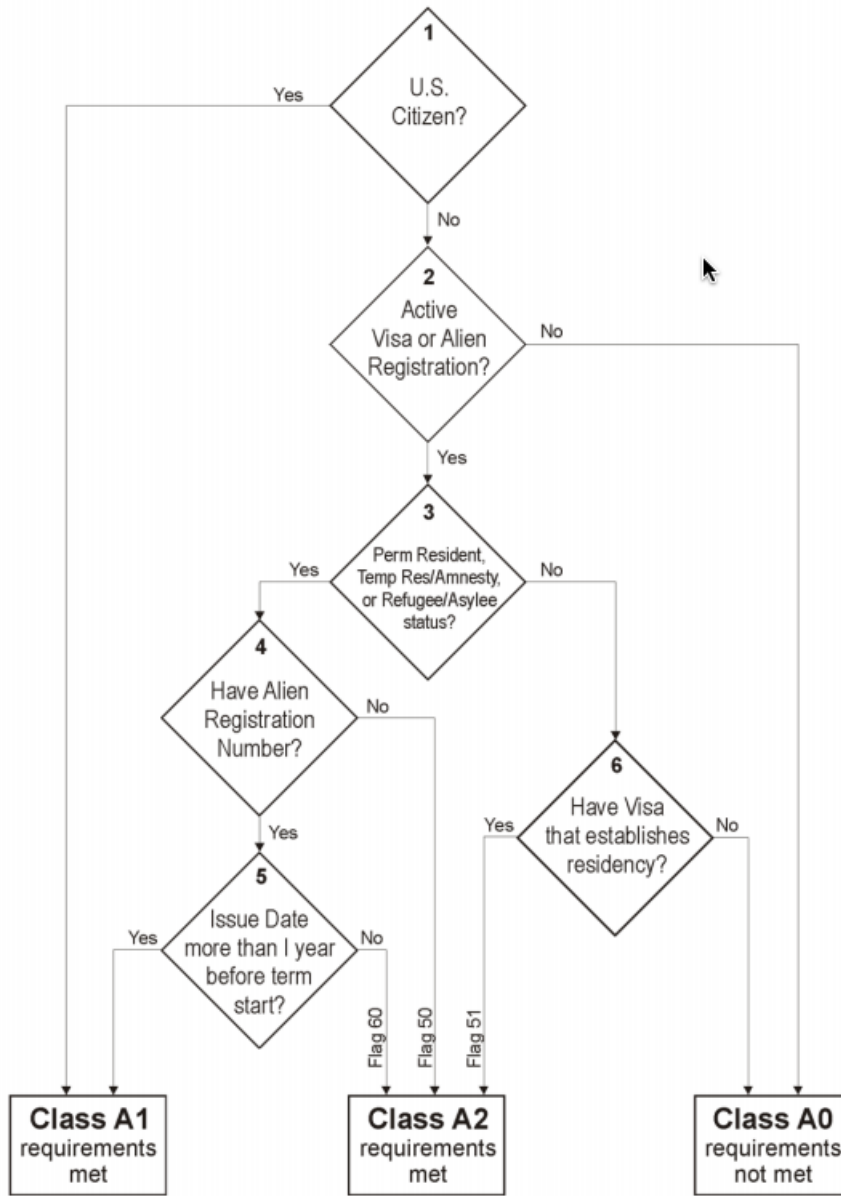 1
U.S.
Citizen?
Yes
No
2
Active
Visa or Alien
Registration?
No
Yes
3
Perm Resident,
Temp Res/Amnesty,
or Refugee/Asylee
status?
Yes
No
4
Have Alien
Registration
Number?
No
Yes
6
Have Visa
that establishes
residency?
Yes
No
5
Issue Date
more than I year
before term
start?
Yes
No
Flag 60
Flag 50
Flag 51
Class A1
requirements
met
Class A2
requirements
met
Class A0
requirements
not met